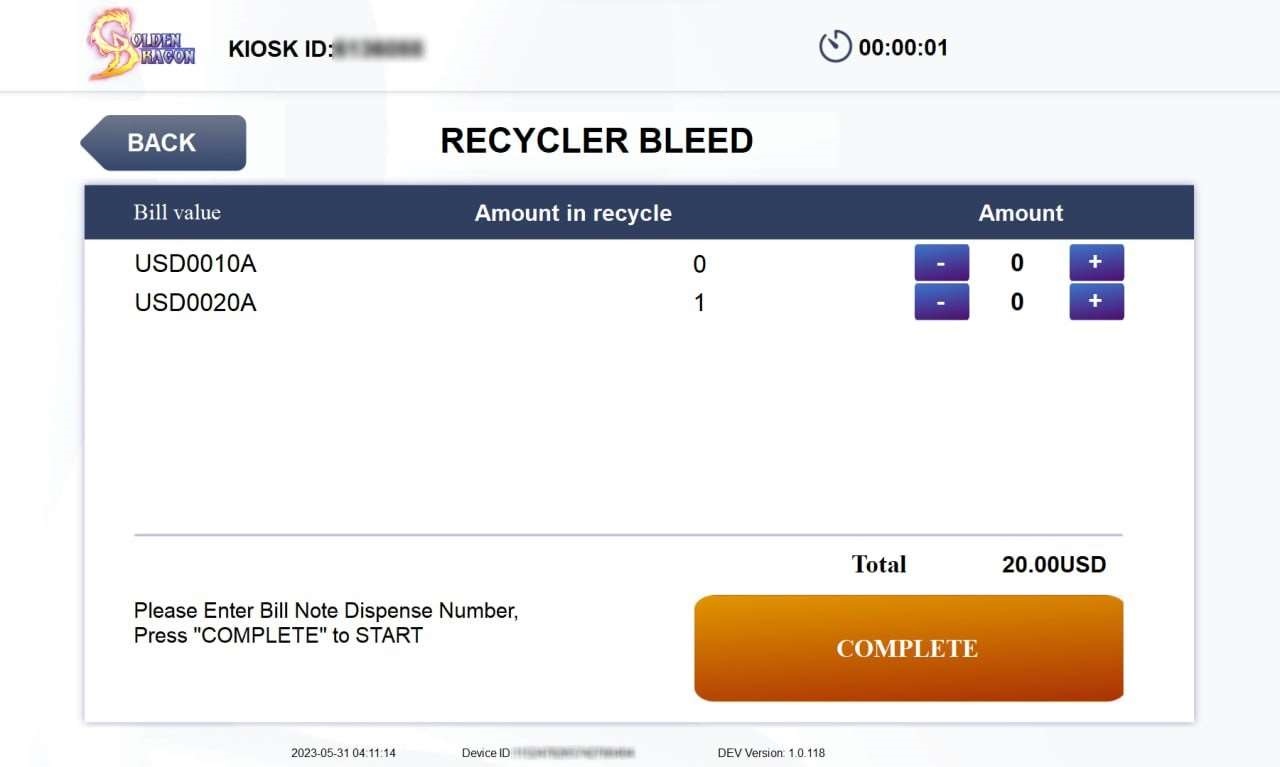 GOLDEN
DRAGON
KIOSK ID:
00:00:01
BACK
RECYCLER BLEED
Bill value Amount in recycle Amount
USD0010A 0 - 0 +
USD0020A 1 - 0 +
Total 20.00USD
Please Enter Bill Note Dispense Number,
Press "COMPLETE" to START
COMPLETE
2023-05-31 04:11:14 Device ID DEV Version: 1.0.118